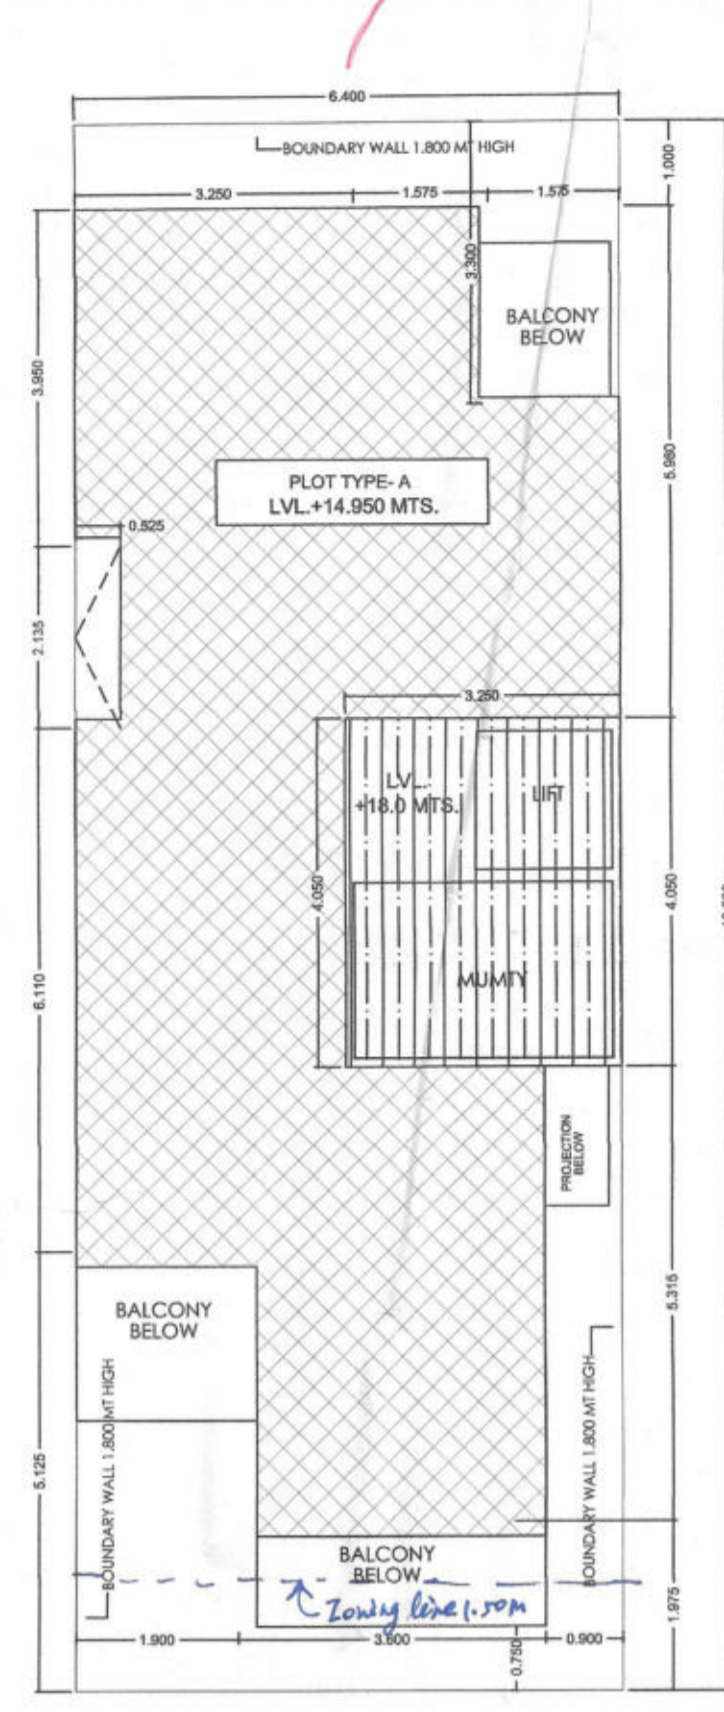 6.400
BOUNDARY WALL 1.800 MT HIGH
1.000
3.250
1.575
1.575
3.300
BALCONY
BELOW
3.950
5.980
PLOT TYPE- A
LVL.+14.950 MTS.
0.525
2.135
3.250
LVL.
+18.0 MTS.
LIFT
4.050
4.050
MUMTY
6.110
PROJECTION
BELOW
BALCONY
BELOW
5.315
BOUNDARY WALL 1.800 MT HIGH
BOUNDARY WALL 1.800 MT HIGH
5.125
BALCONY
BELOW
Zoning line 1.50m
1.975
1.900
3.600
0.750
0.900